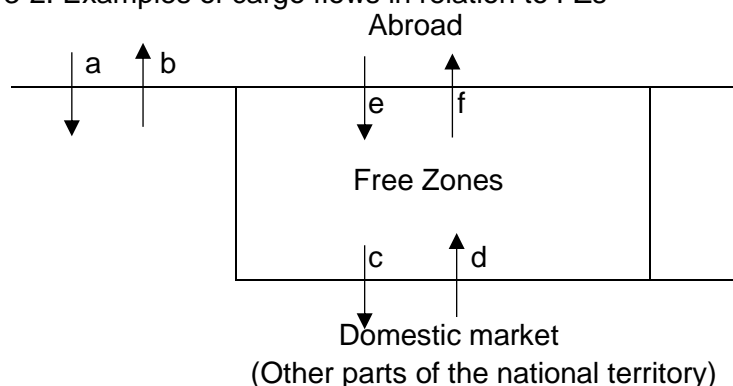 2. Examples of cargo flows in relation to
Abroad
a b
e f
Free Zones
c d
Domestic market
(Other parts of the national territory)